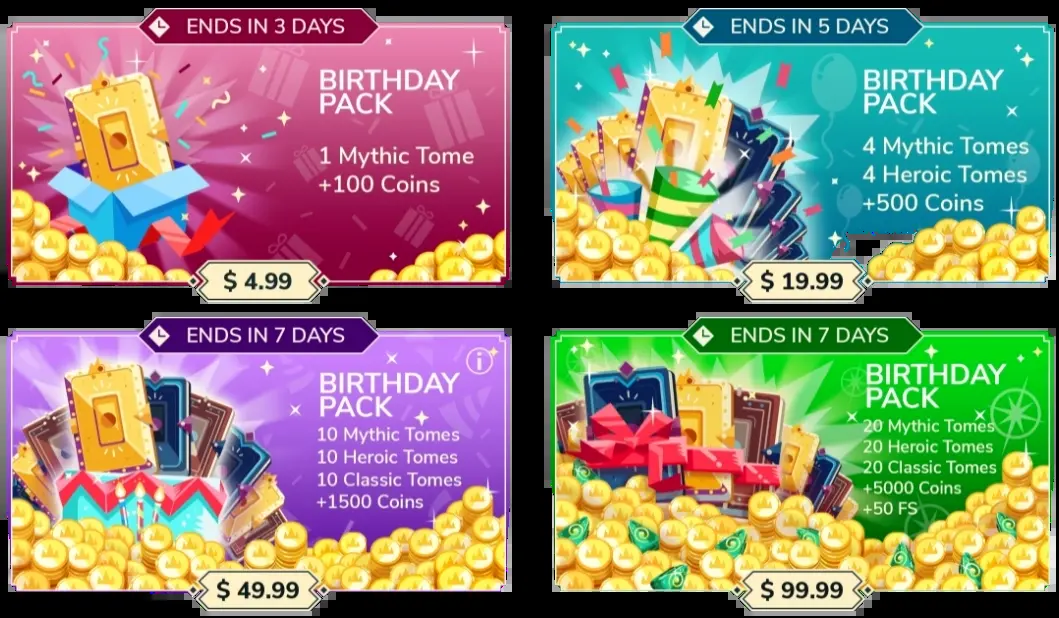 ENDS IN 3 DAYS
BIRTHDAY
PACK
1 Mythic Tome
+100 Coins
$ 4.99
ENDS IN 5 DAYS
BIRTHDAY
PACK
4 Mythic Tomes
4 Heroic Tomes
+500 Coins
$ 19.99
ENDS IN 7 DAYS
BIRTHDAY
PACK
10 Mythic Tomes
10 Heroic Tomes
10 Classic Tomes
+1500 Coins
$ 49.99
ENDS IN 7 DAYS
BIRTHDAY
PACK
20 Mythic Tomes
20 Heroic Tomes
20 Classic Tomes
+5000 Coins
+50 FS
$ 99.99